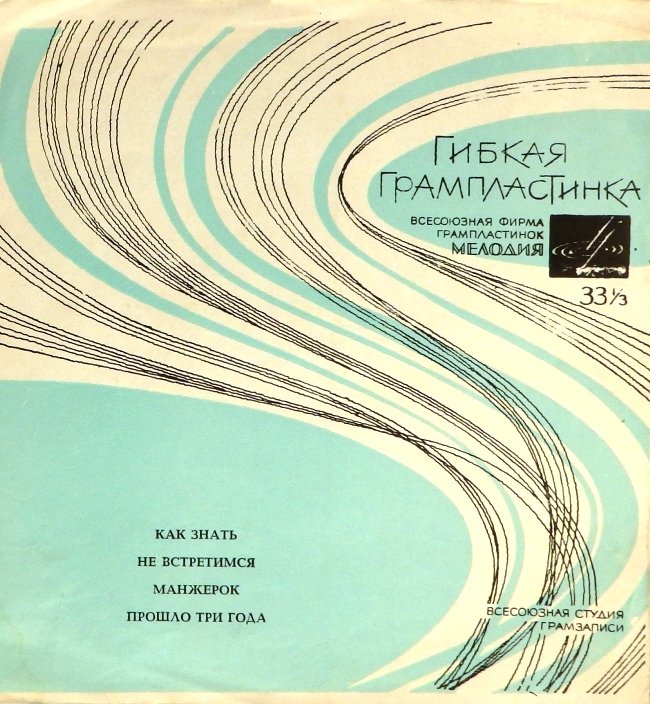 ГИБКАЯ
ГРАМПЛАСТИНКА
ВСЕСОЮЗНАЯ ФИРМА
ГРАМПЛАСТИНОК
МЕЛОДИЯ
33⅓
КАК ЗНАТЬ
НЕ ВСТРЕТИМСЯ
МАНЖЕРОК
ПРОШЛО ТРИ ГОДА
ВСЕСОЮЗНАЯ СТУДИЯ
ГРАМЗАПИСИ